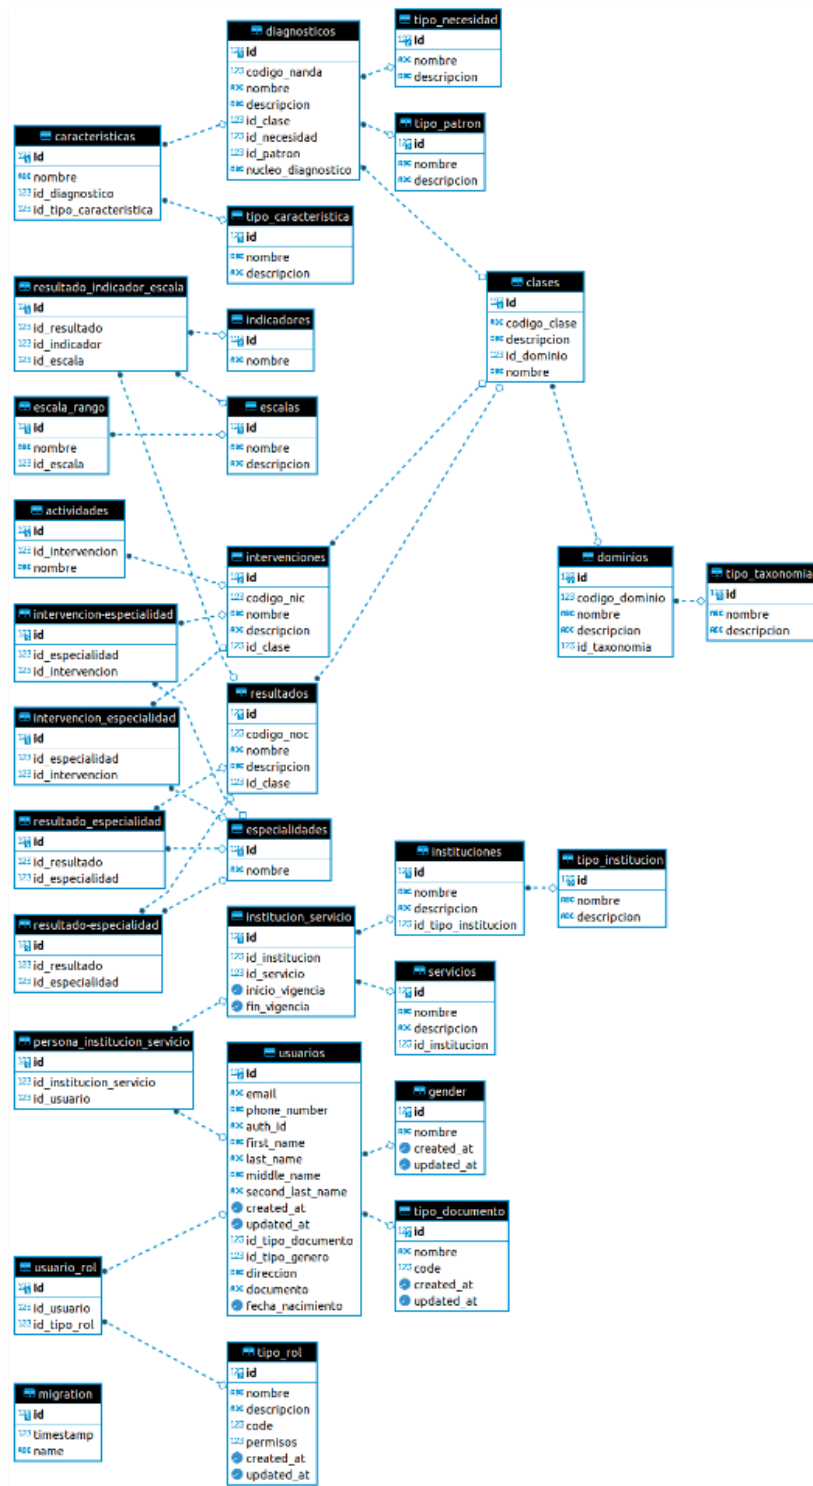 diagnosticos
id
codigo_nanda
nombre
descripcion
id_clase
id_necesidad
id_patron
nucleo_diagnostico
tipo_necesidad
id
nombre
descripcion
tipo_patron
id
nombre
descripcion
caracteristicas
id
nombre
id_diagnostico
id_tipo_caracteristica
tipo_caracteristica
id
nombre
descripcion
clases
id
codigo_clase
descripcion
id_dominio
nombre
resultado_indicador_escala
id
id_resultado
id_indicador
id_escala
indicadores
id
nombre
escala_rango
id
nombre
id_escala
escalas
id
nombre
descripcion
actividades
id
id_intervencion
nombre
intervenciones
id
codigo_nic
nombre
descripcion
id_clase
dominios
id
codigo_dominio
nombre
descripcion
id_taxonomia
tipo_taxonomia
id
nombre
descripcion
intervencion-especialidad
id
id_especialidad
id_intervencion
resultados
id
codigo_noc
nombre
descripcion
id_clase
intervencion_especialidad
id
id_especialidad
id_intervencion
resultado_especialidad
id
id_resultado
id_especialidad
especialidades
id
nombre
resultado-especialidad
id
id_resultado
id_especialidad
institucion_servicio
id
id_institucion
id_servicio
inicio_vigencia
fin_vigencia
instituciones
id
nombre
descripcion
id_tipo_institucion
tipo_institucion
id
nombre
descripcion
servicios
id
nombre
descripcion
id_institucion
persona_institucion_servicio
id
id_institucion_servicio
id_usuario
usuarios
id
email
phone_number
auth_id
first_name
last_name
middle_name
second_last_name
created_at
updated_at
id_tipo_documento
id_tipo_genero
direccion
documento
fecha_nacimiento
gender
id
nombre
created_at
updated_at
tipo_documento
id
nombre
code
created_at
updated_at
usuario_rol
id
id_usuario
id_tipo_rol
tipo_rol
id
nombre
descripcion
code
permisos
created_at
updated_at
migration
id
timestamp
name